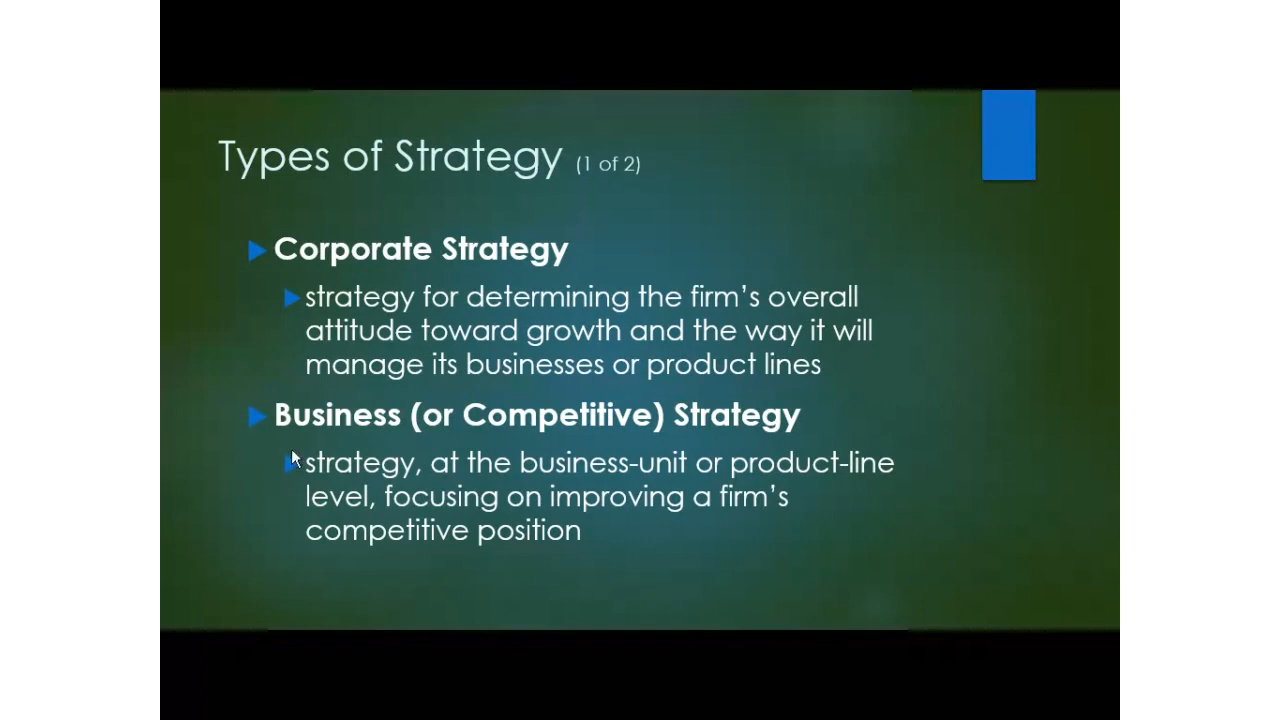 Types of Strategy (1 of 2)
Corporate Strategy
strategy for determining the firm’s overall
attitude toward growth and the way it will
manage its businesses or product lines
Business (or Competitive) Strategy
strategy, at the business-unit or product-line
level, focusing on improving a firm’s
competitive position